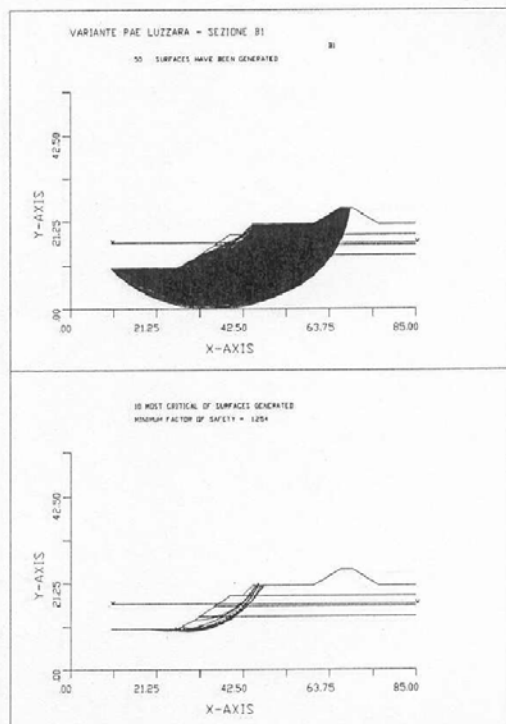 VARIANTE PAE LUZZARA - SEZIONE B1
B1
50 SURFACES HAVE BEEN GENERATED
42.50
21.25
.00
Y-AXIS
.00 21.25 42.50 63.75 85.00
X-AXIS
10 MOST CRITICAL OF SURFACES GENERATED
MINIMUM FACTOR OF SAFETY =
42.50
21.25
.00
Y-AXIS
.00 21.25 42.50 63.75 85.00
X-AXIS